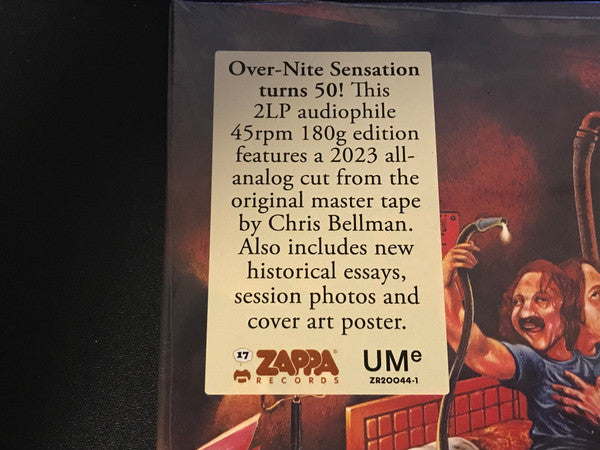 Over-Nite Sensation
turns 50! This
2LP audiophile
45rpm 180g edition
features a 2023 all-
analog cut from the
original master tape
by Chris Bellman.
Also includes new
historical essays,
session photos and
cover art poster.
17
ZAPPA
RECORDS
UMe
ZR20044-1